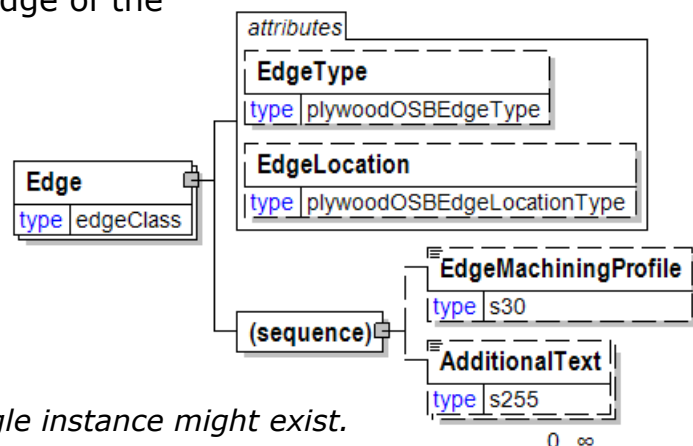 dge of the
attributes
EdgeType
type plywoodOSBEdgeType
EdgeLocation
type plywoodOSBEdgeLocationType
Edge
type edgeClass
EdgeMachiningProfile
type s30
(sequence)
AdditionalText
type s255
gle instance might exist.
0 ∞